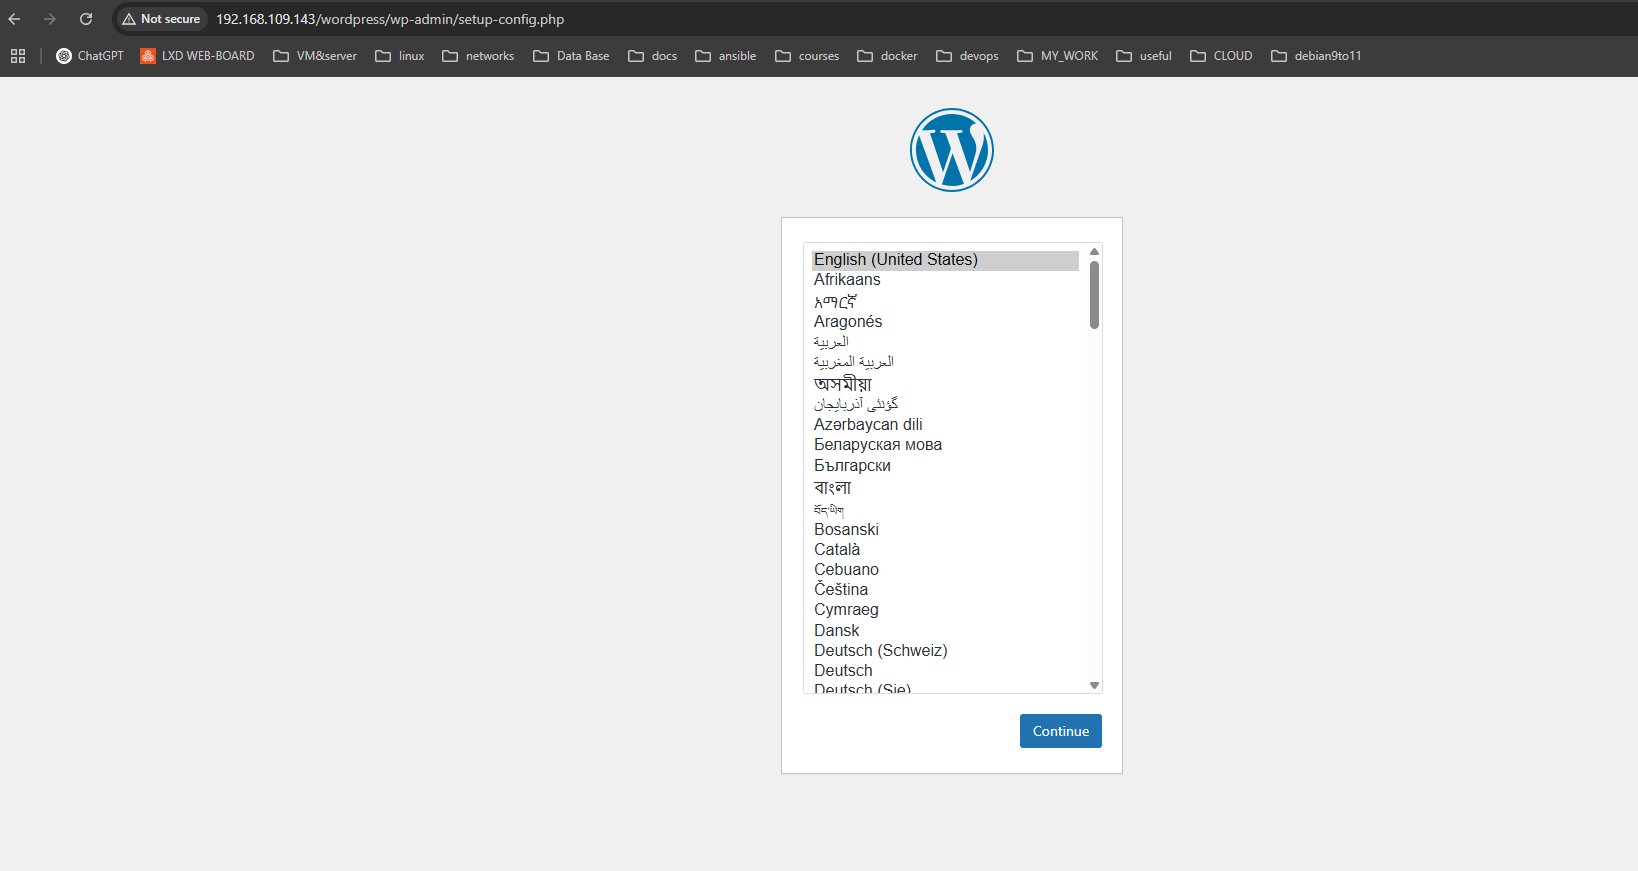 Not secure 192.168.109.143/wordpress/wp-admin/setup-config.php
ChatGPT LXD WEB-BOARD VM&server linux networks Data Base docs ansible courses docker devops MY_WORK useful CLOUD debian9to11
English (United States)
Afrikaans
አማርኛ
Aragonés
العربية
العربية المغربية
অসমীয়া
گؤنئی آذربایجان
Azərbaycan dili
Беларуская мова
Български
বাংলা
བོད་ཡིག
Bosanski
Català
Cebuano
Čeština
Cymraeg
Dansk
Deutsch (Schweiz)
Deutsch
Deutsch (Sie)
Continue